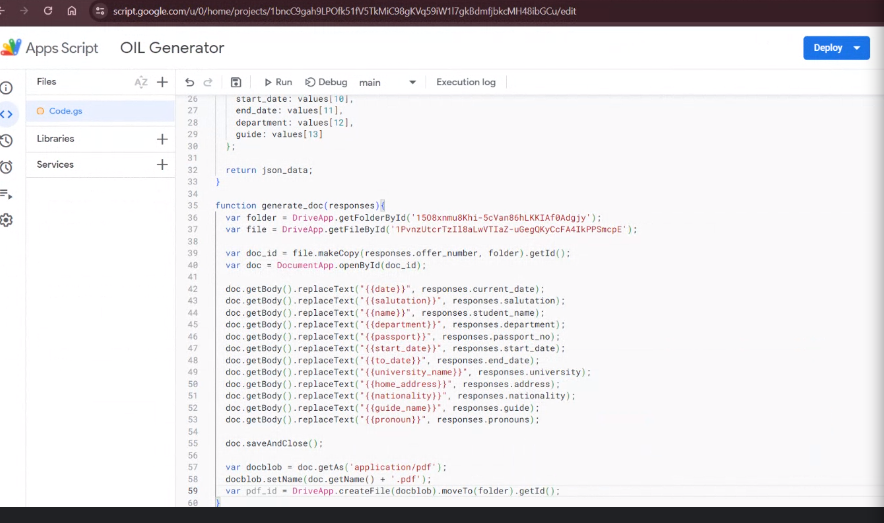 script.google.com/u/0/home/projects/1bncC9gah9LPOfk51fV5TkMiC98gKVq59iW1l7gkBdmfjbkcMH48ibGCu/edit
Apps Script OIL Generator Deploy
Files AZ Run Debug main Execution log
Code.gs
Libraries
Services
26 start_date: values[10],
27 end_date: values[11],
28 department: values[12],
29 guide: values[13]
30 };
31
32 return json_data;
33 }
34
35 function generate_doc(responses){
36 var folder = DriveApp.getFolderById('15O8xnmu8Khi-5cVan86hLKKIAf0Adgjy');
37 var file = DriveApp.getFileById('1PvnzUtcrTzIl8aLwVTIaZ-uGegQKyCcFA4IkPPSmcpE');
38
39 var doc_id = file.makeCopy(responses.offer_number, folder).getId();
40 var doc = DocumentApp.openById(doc_id);
41
42 doc.getBody().replaceText("{{date}}", responses.current_date);
43 doc.getBody().replaceText("{{salutation}}", responses.salutation);
44 doc.getBody().replaceText("{{name}}", responses.student_name);
45 doc.getBody().replaceText("{{department}}", responses.department);
46 doc.getBody().replaceText("{{passport}}", responses.passport_no);
47 doc.getBody().replaceText("{{start_date}}", responses.start_date);
48 doc.getBody().replaceText("{{to_date}}", responses.end_date);
49 doc.getBody().replaceText("{{university_name}}", responses.university);
50 doc.getBody().replaceText("{{home_address}}", responses.address);
51 doc.getBody().replaceText("{{nationality}}", responses.nationality);
52 doc.getBody().replaceText("{{guide_name}}", responses.guide);
53 doc.getBody().replaceText("{{pronoun}}", responses.pronouns);
54
55 doc.saveAndClose();
56
57 var docblob = doc.getAs('application/pdf');
58 docblob.setName(doc.getName() + '.pdf');
59 var pdf_id = DriveApp.createFile(docblob).moveTo(folder).getId();
60 }